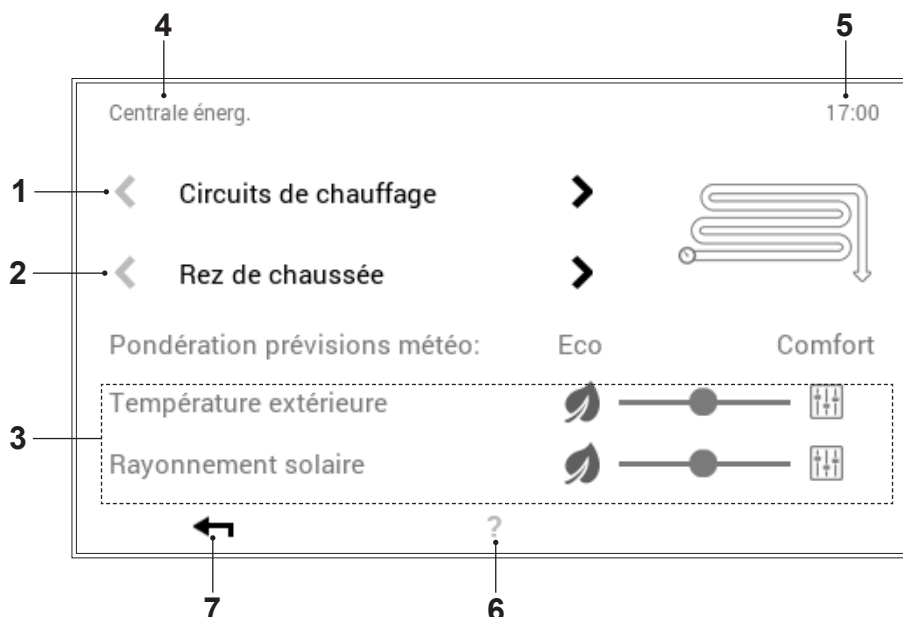 4 5
Centrale énerg. 17:00
1 Circuits de chauffage
2 Rez de chaussée
Pondération prévisions météo: Eco Comfort
Température extérieure
3
Rayonnement solaire
?
7 6